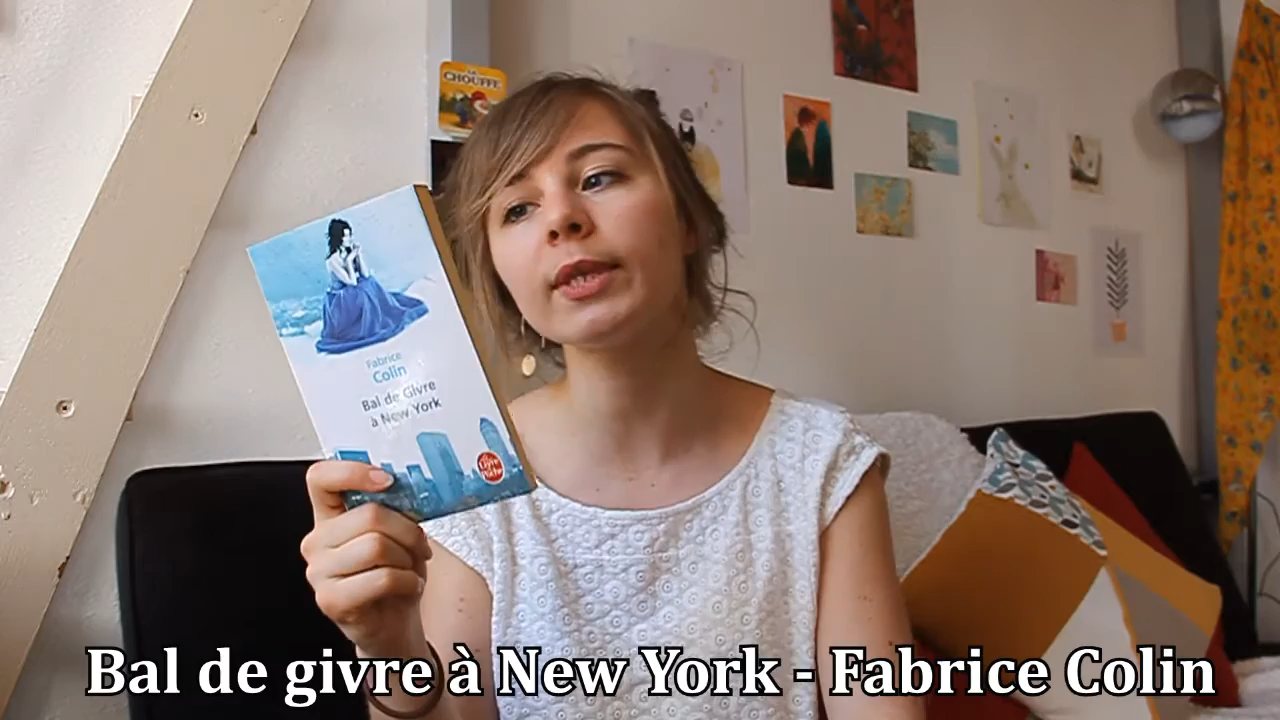 LA
CHOUFFE
Fabrice
Colin
Bal de Givre
à New York
Le
Livre
de
Poche
Bal de givre à New York - Fabrice Colin